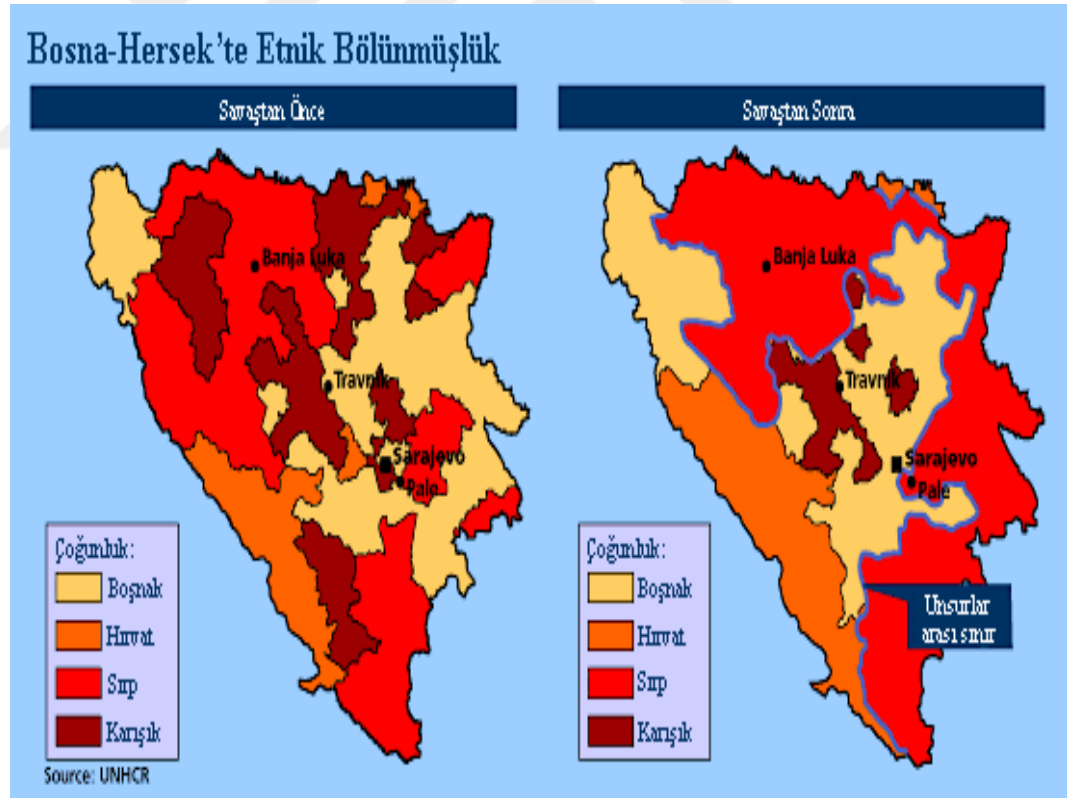 Bosna-Hersek'te Etnik Bölünmüşlük
Savaştan Önce
Banja Luka
Travnik
Sarajevo
Pale
Çoğunluk:
Boşnak
Hırvat
Sırp
Karışık
Source: UNHCR
Savaştan Sonra
Banja Luka
Travnik
Sarajevo
Pale
Çoğunluk:
Boşnak
Hırvat
Sırp
Karışık
Unsurlar
arası sınır